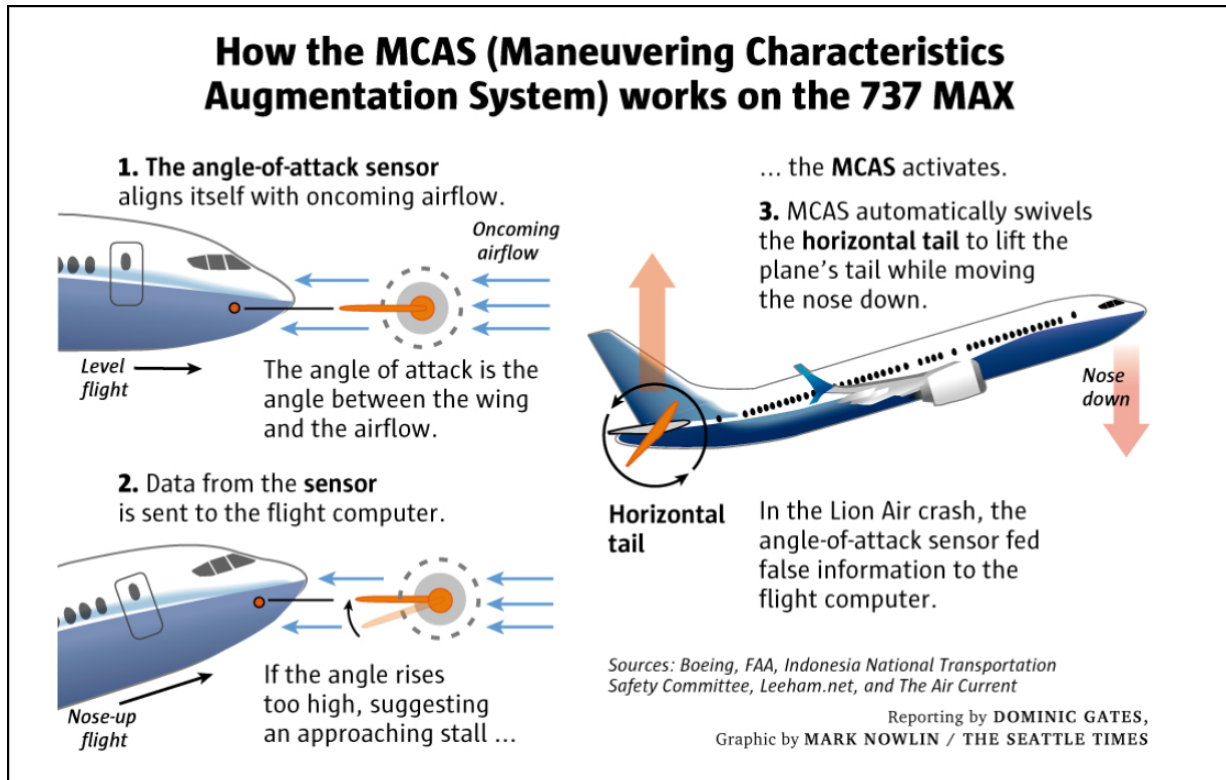 How the MCAS (Maneuvering Characteristics
Augmentation System) works on the 737 MAX
1. The angle-of-attack sensor
aligns itself with oncoming airflow.
Oncoming
airflow
Level
flight
The angle of attack is the
angle between the wing
and the airflow.
2. Data from the sensor
is sent to the flight computer.
Nose-up
flight
If the angle rises
too high, suggesting
an approaching stall ...
... the MCAS activates.
3. MCAS automatically swivels
the horizontal tail to lift the
plane's tail while moving
the nose down.
Nose
down
Horizontal
tail
In the Lion Air crash, the
angle-of-attack sensor fed
false information to the
flight computer.
Sources: Boeing, FAA, Indonesia National Transportation
Safety Committee, Leeham.net, and The Air Current
Reporting by DOMINIC GATES,
Graphic by MARK NOWLIN / THE SEATTLE TIMES